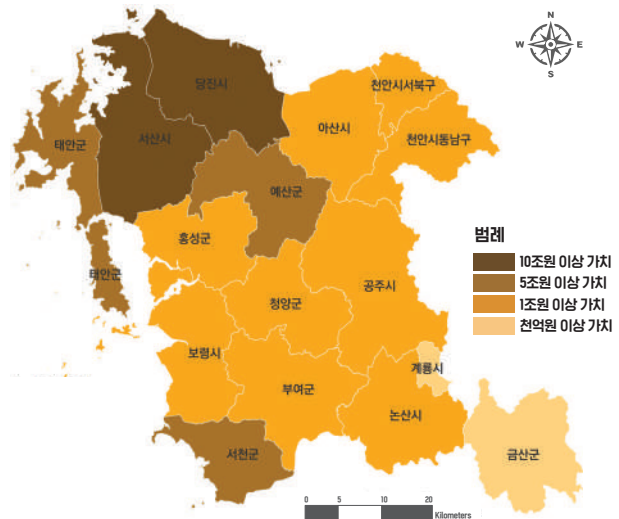 N
W
E
S
당진시
천안시서북구
아산시
서산시
천안시동남구
태안군
예산군
홍성군
범례
10조원 이상 가치
5조원 이상 가치
1조원 이상 가치
천억원 이상 가치
태안군
공주시
청양군
보령시
계룡시
부여군
논산시
서천군
금산군
0 5 10 20
Kilometers